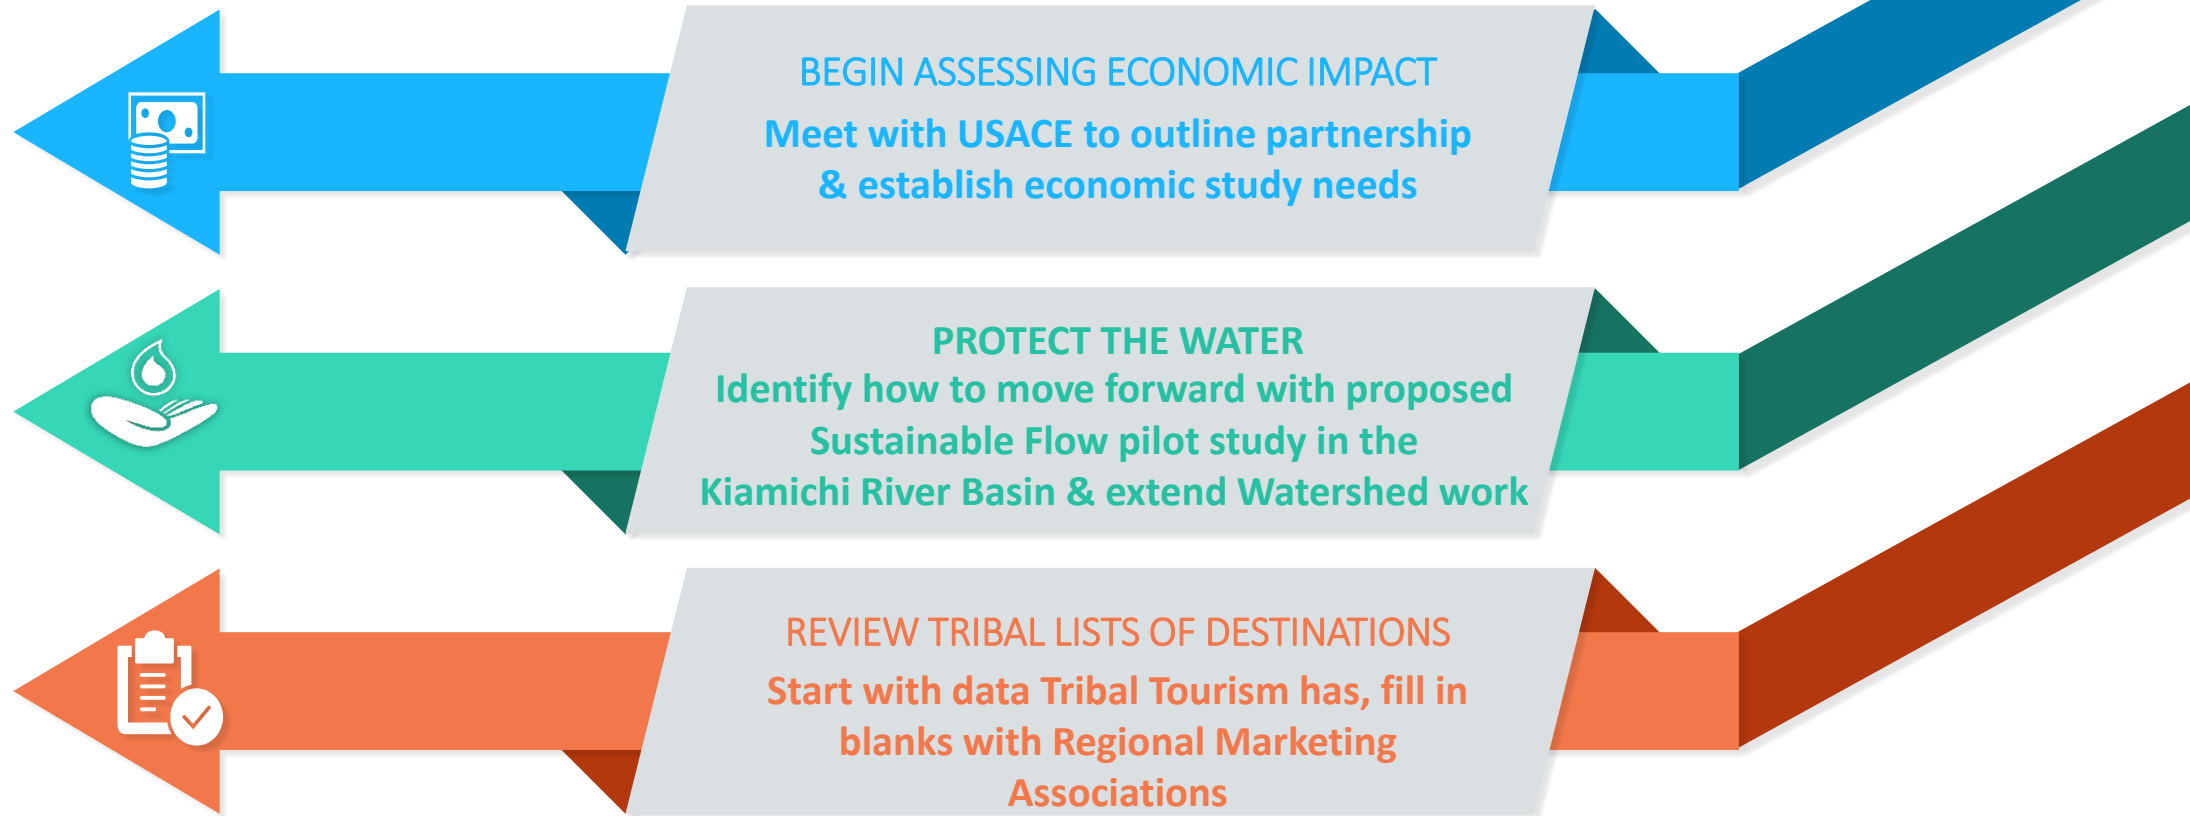 BEGIN ASSESSING ECONOMIC IMPACT
Meet with USACE to outline partnership
& establish economic study needs
PROTECT THE WATER
Identify how to move forward with proposed
Sustainable Flow pilot study in the
Kiamichi River Basin & extend Watershed work
REVIEW TRIBAL LISTS OF DESTINATIONS
Start with data Tribal Tourism has, fill in
blanks with Regional Marketing
Associations